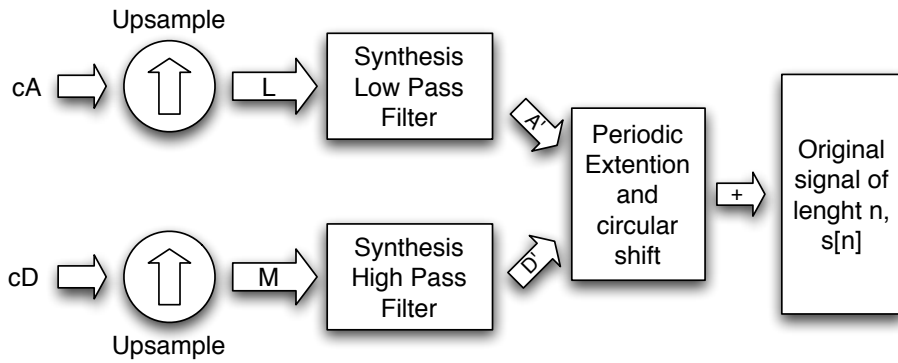 Upsample
cA
L
Synthesis
Low Pass
Filter
A'
Periodic
Extention
and
circular
shift
+
Original
signal of
lenght n,
s[n]
cD
M
Synthesis
High Pass
Filter
D'
Upsample